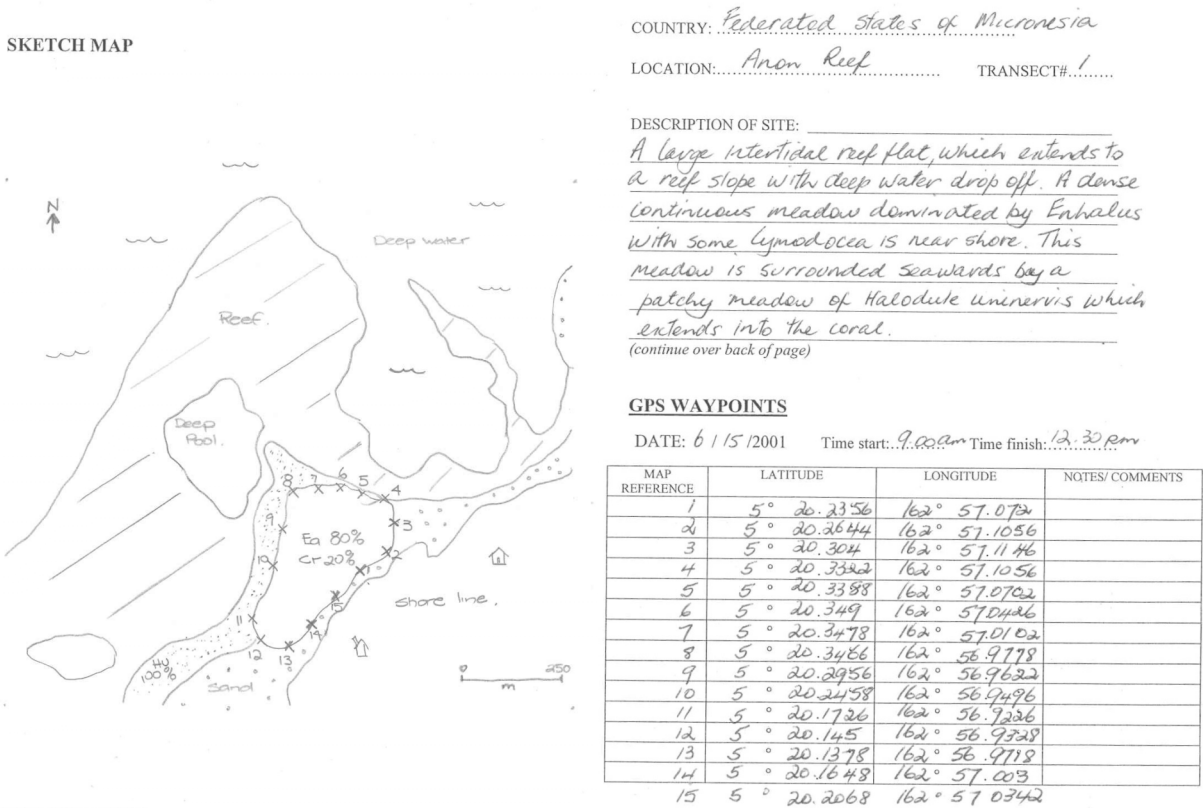 SKETCH MAP
N
Deep water
Reef.
Deep
Pool.
8 7 6 5 4
9
3
Ea 80%
Cr 20%
2
10
1
15
Shore line.
11
14
12
13
HU
100%
Sand
0 250
m
COUNTRY: Federated States of Micronesia
LOCATION: Anon Reef TRANSECT# 1
DESCRIPTION OF SITE:
A large intertidal reef flat, which extends to
a reef slope with deep water drop off. A dense
continuous meadow dominated by Enhalus
with some Cymodocea is near shore. This
meadow is surrounded seawards by a
patchy meadow of Halodule uninervis which
extends into the coral.
(continue over back of page)
GPS WAYPOINTS
DATE: 6 / 15 /2001 Time start: 9.00am Time finish: 12.30pm
MAP REFERENCE LATITUDE LONGITUDE NOTES/ COMMENTS
1 5° 20.2356 162° 57.072
2 5° 20.2644 162° 57.1056
3 5° 20.304 162° 57.1146
4 5° 20.3322 162° 57.1056
5 5° 20.3388 162° 57.0702
6 5° 20.349 162° 57.0426
7 5° 20.3478 162° 57.0102
8 5° 20.3466 162° 56.9778
9 5° 20.2956 162° 56.9622
10 5° 20.2458 162° 56.9496
11 5° 20.1726 162° 56.9226
12 5° 20.145 162° 56.9328
13 5° 20.1378 162° 56.9718
14 5° 20.1648 162° 57.003
15 5° 20.2068 162° 57 0342